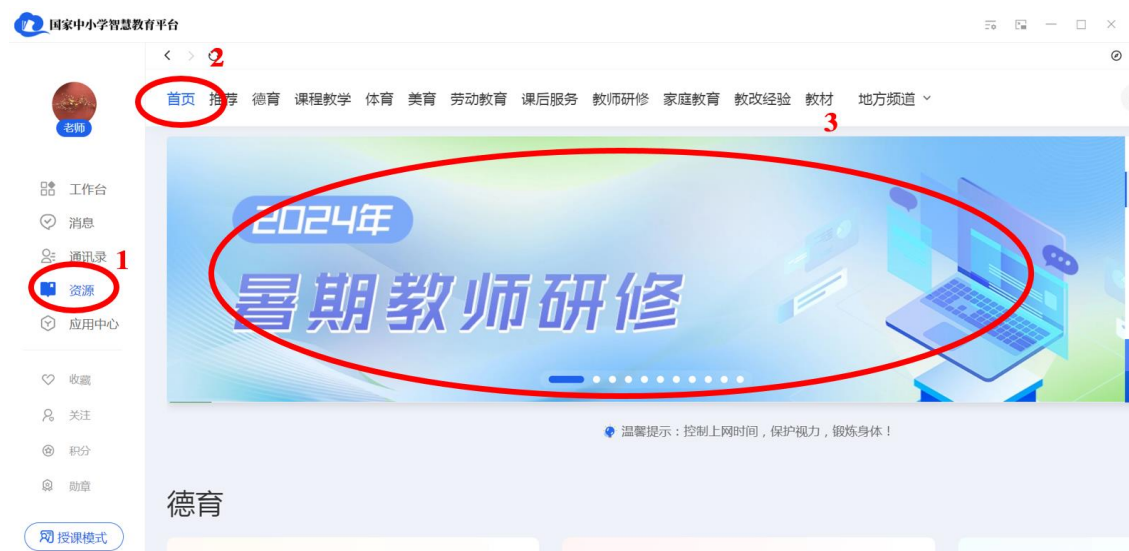 国家中小学智慧教育平台
2
首页 推荐 德育 课程教学 体育 美育 劳动教育 课后服务 教师研修 家庭教育 教改经验 教材 地方频道
3
老师
工作台
消息
通讯录
1
资源
应用中心
收藏
关注
积分
勋章
授课模式
2024年
暑期教师研修
温馨提示：控制上网时间，保护视力，锻炼身体！
德育